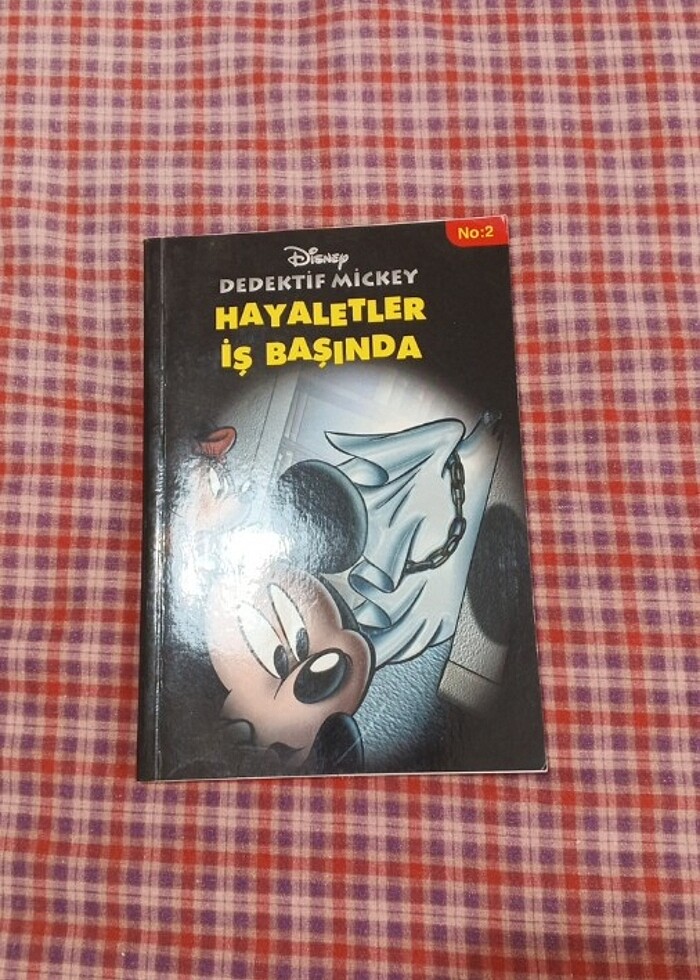 No:2
Disney
DEDEKTİF MİCKEY
HAYALETLER
İŞ BAŞINDA